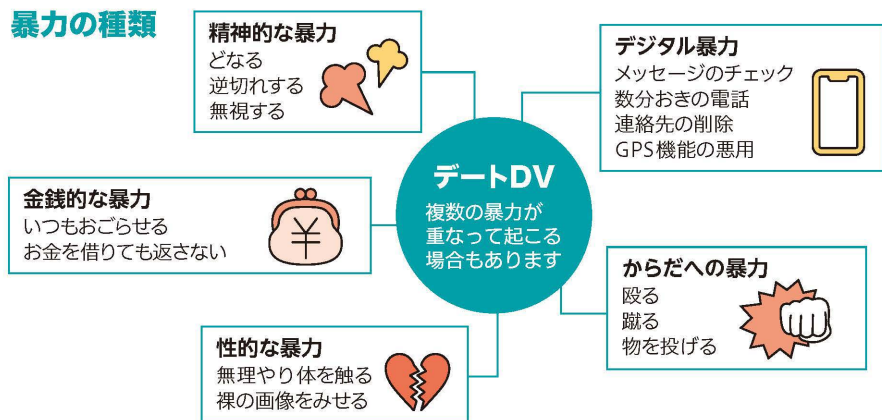 暴力の種類
精神的な暴力
どなる
逆切れする
無視する
デジタル暴力
メッセージのチェック
数分おきの電話
連絡先の削除
GPS機能の悪用
デートDV
複数の暴力が
重なって起こる
場合もあります
金銭的な暴力
いつもおごらせる
お金を借りても返さない
¥
からだへの暴力
殴る
蹴る
物を投げる
性的な暴力
無理やり体を触る
裸の画像をみせる